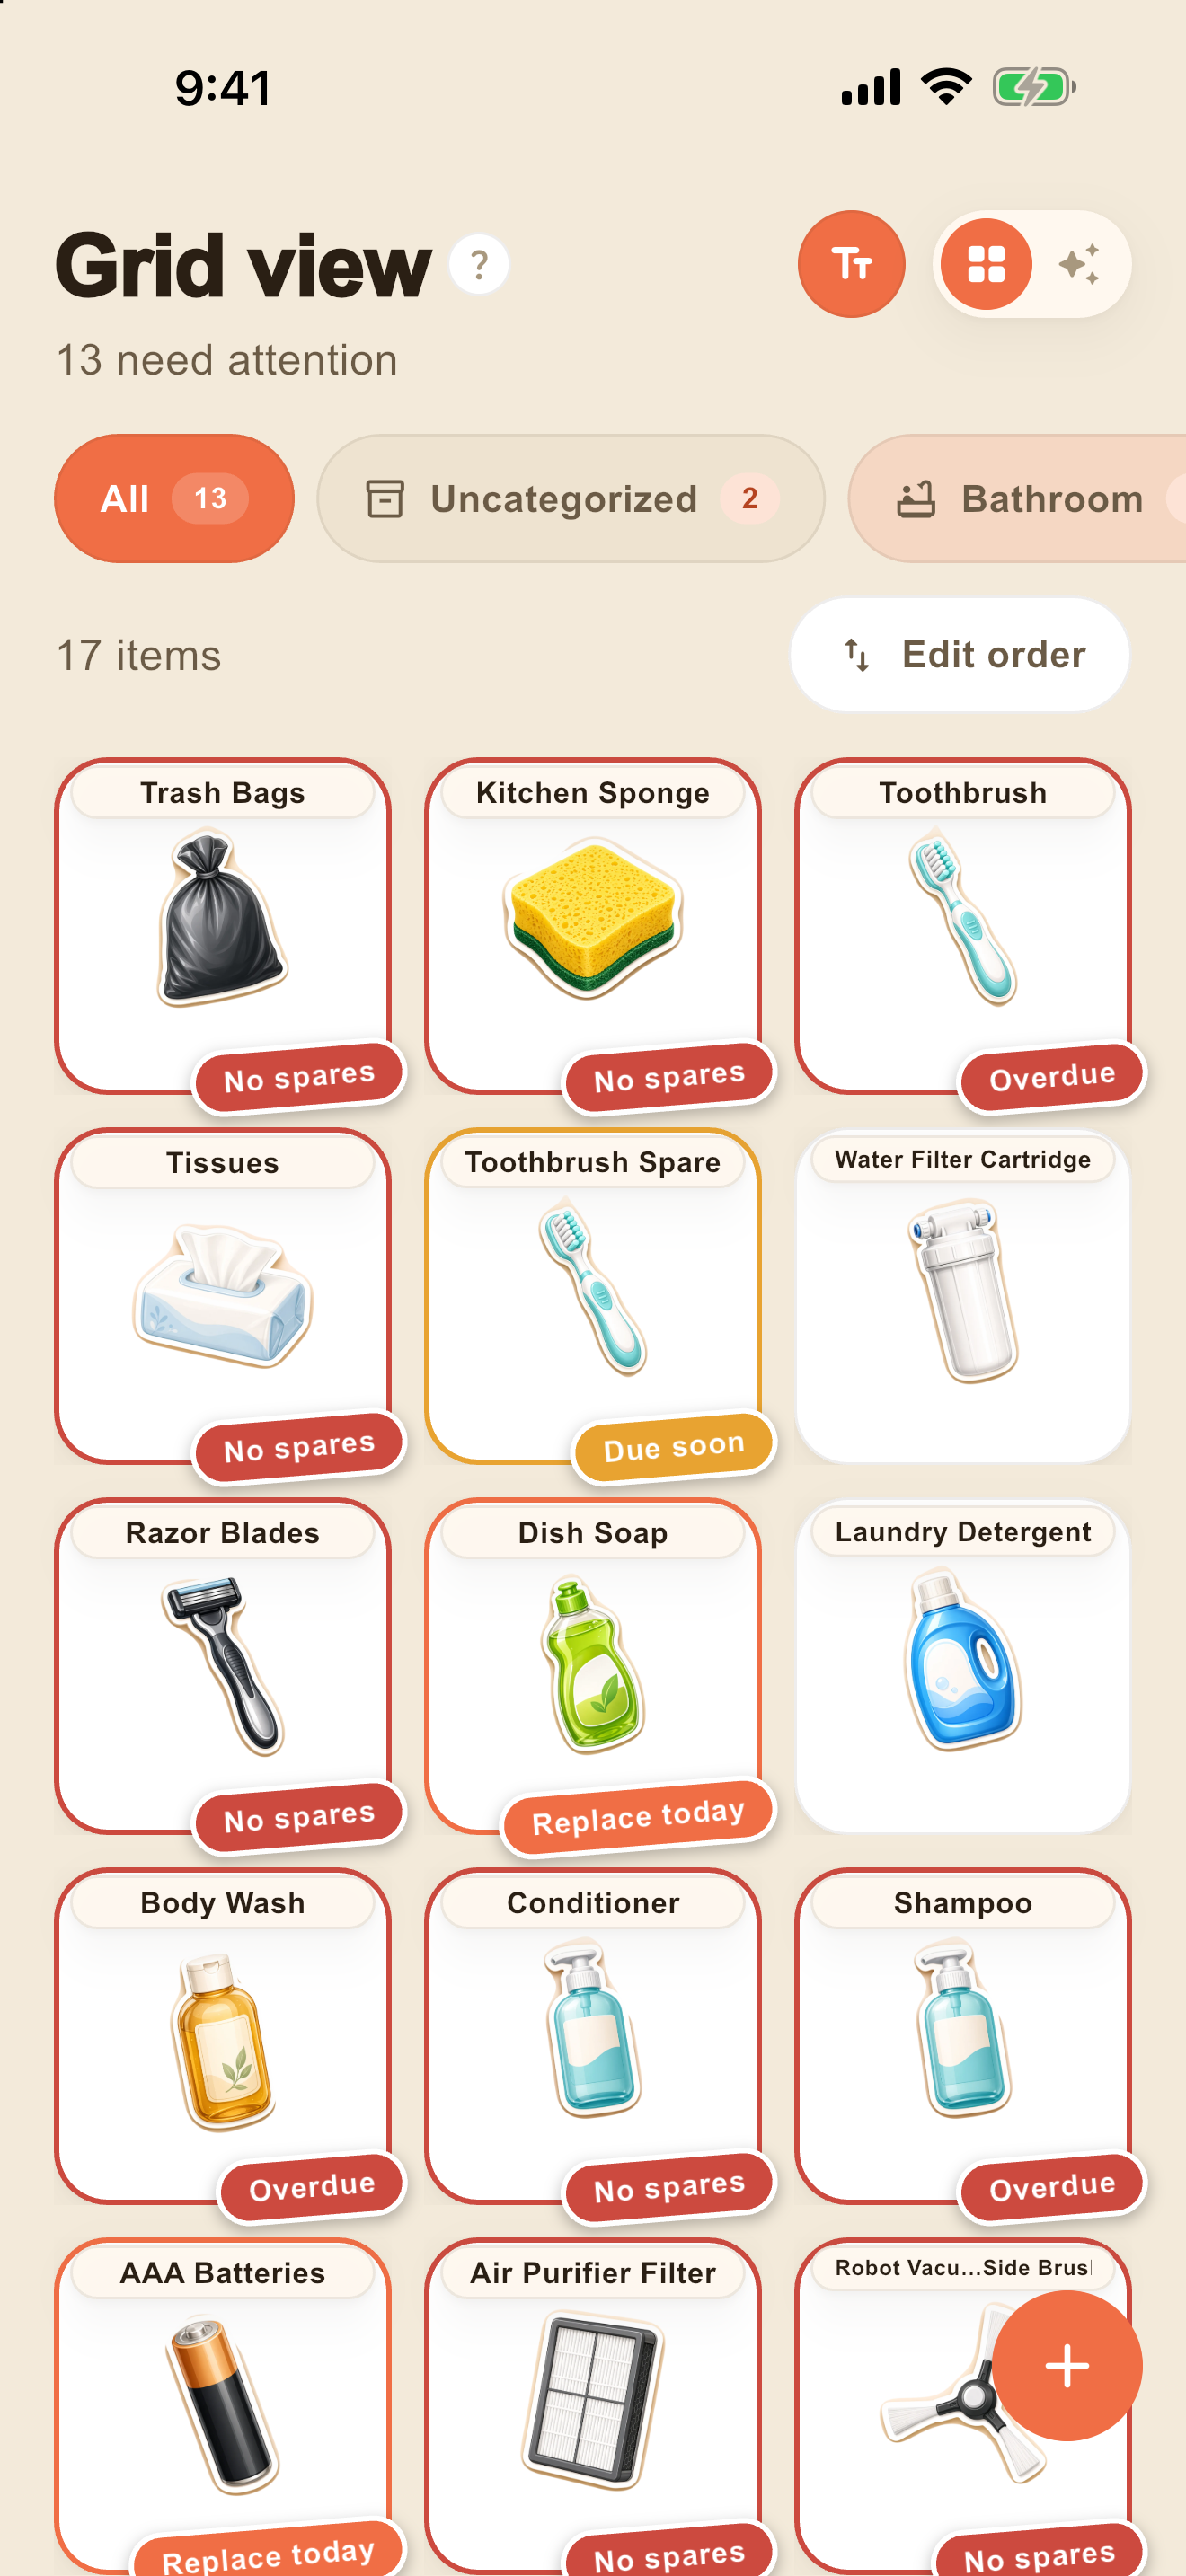 9:41
Grid view ?
13 need attention
All 13
Uncategorized 2
Bathroom
17 items
Edit order
Trash Bags
Kitchen Sponge
Toothbrush
No spares
No spares
Overdue
Tissues
Toothbrush Spare
Water Filter Cartridge
No spares
Due soon
Razor Blades
Dish Soap
Laundry Detergent
No spares
Replace today
Body Wash
Conditioner
Shampoo
Overdue
No spares
Overdue
AAA Batteries
Air Purifier Filter
Robot Vacu...Side Brus
Replace today
No spares
No spares